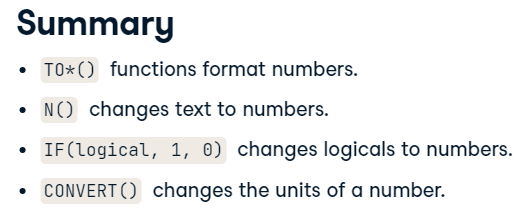 Summary
• TO*() functions format numbers.
• N() changes text to numbers.
• IF(logical, 1, 0) changes logicals to numbers.
• CONVERT() changes the units of a number.